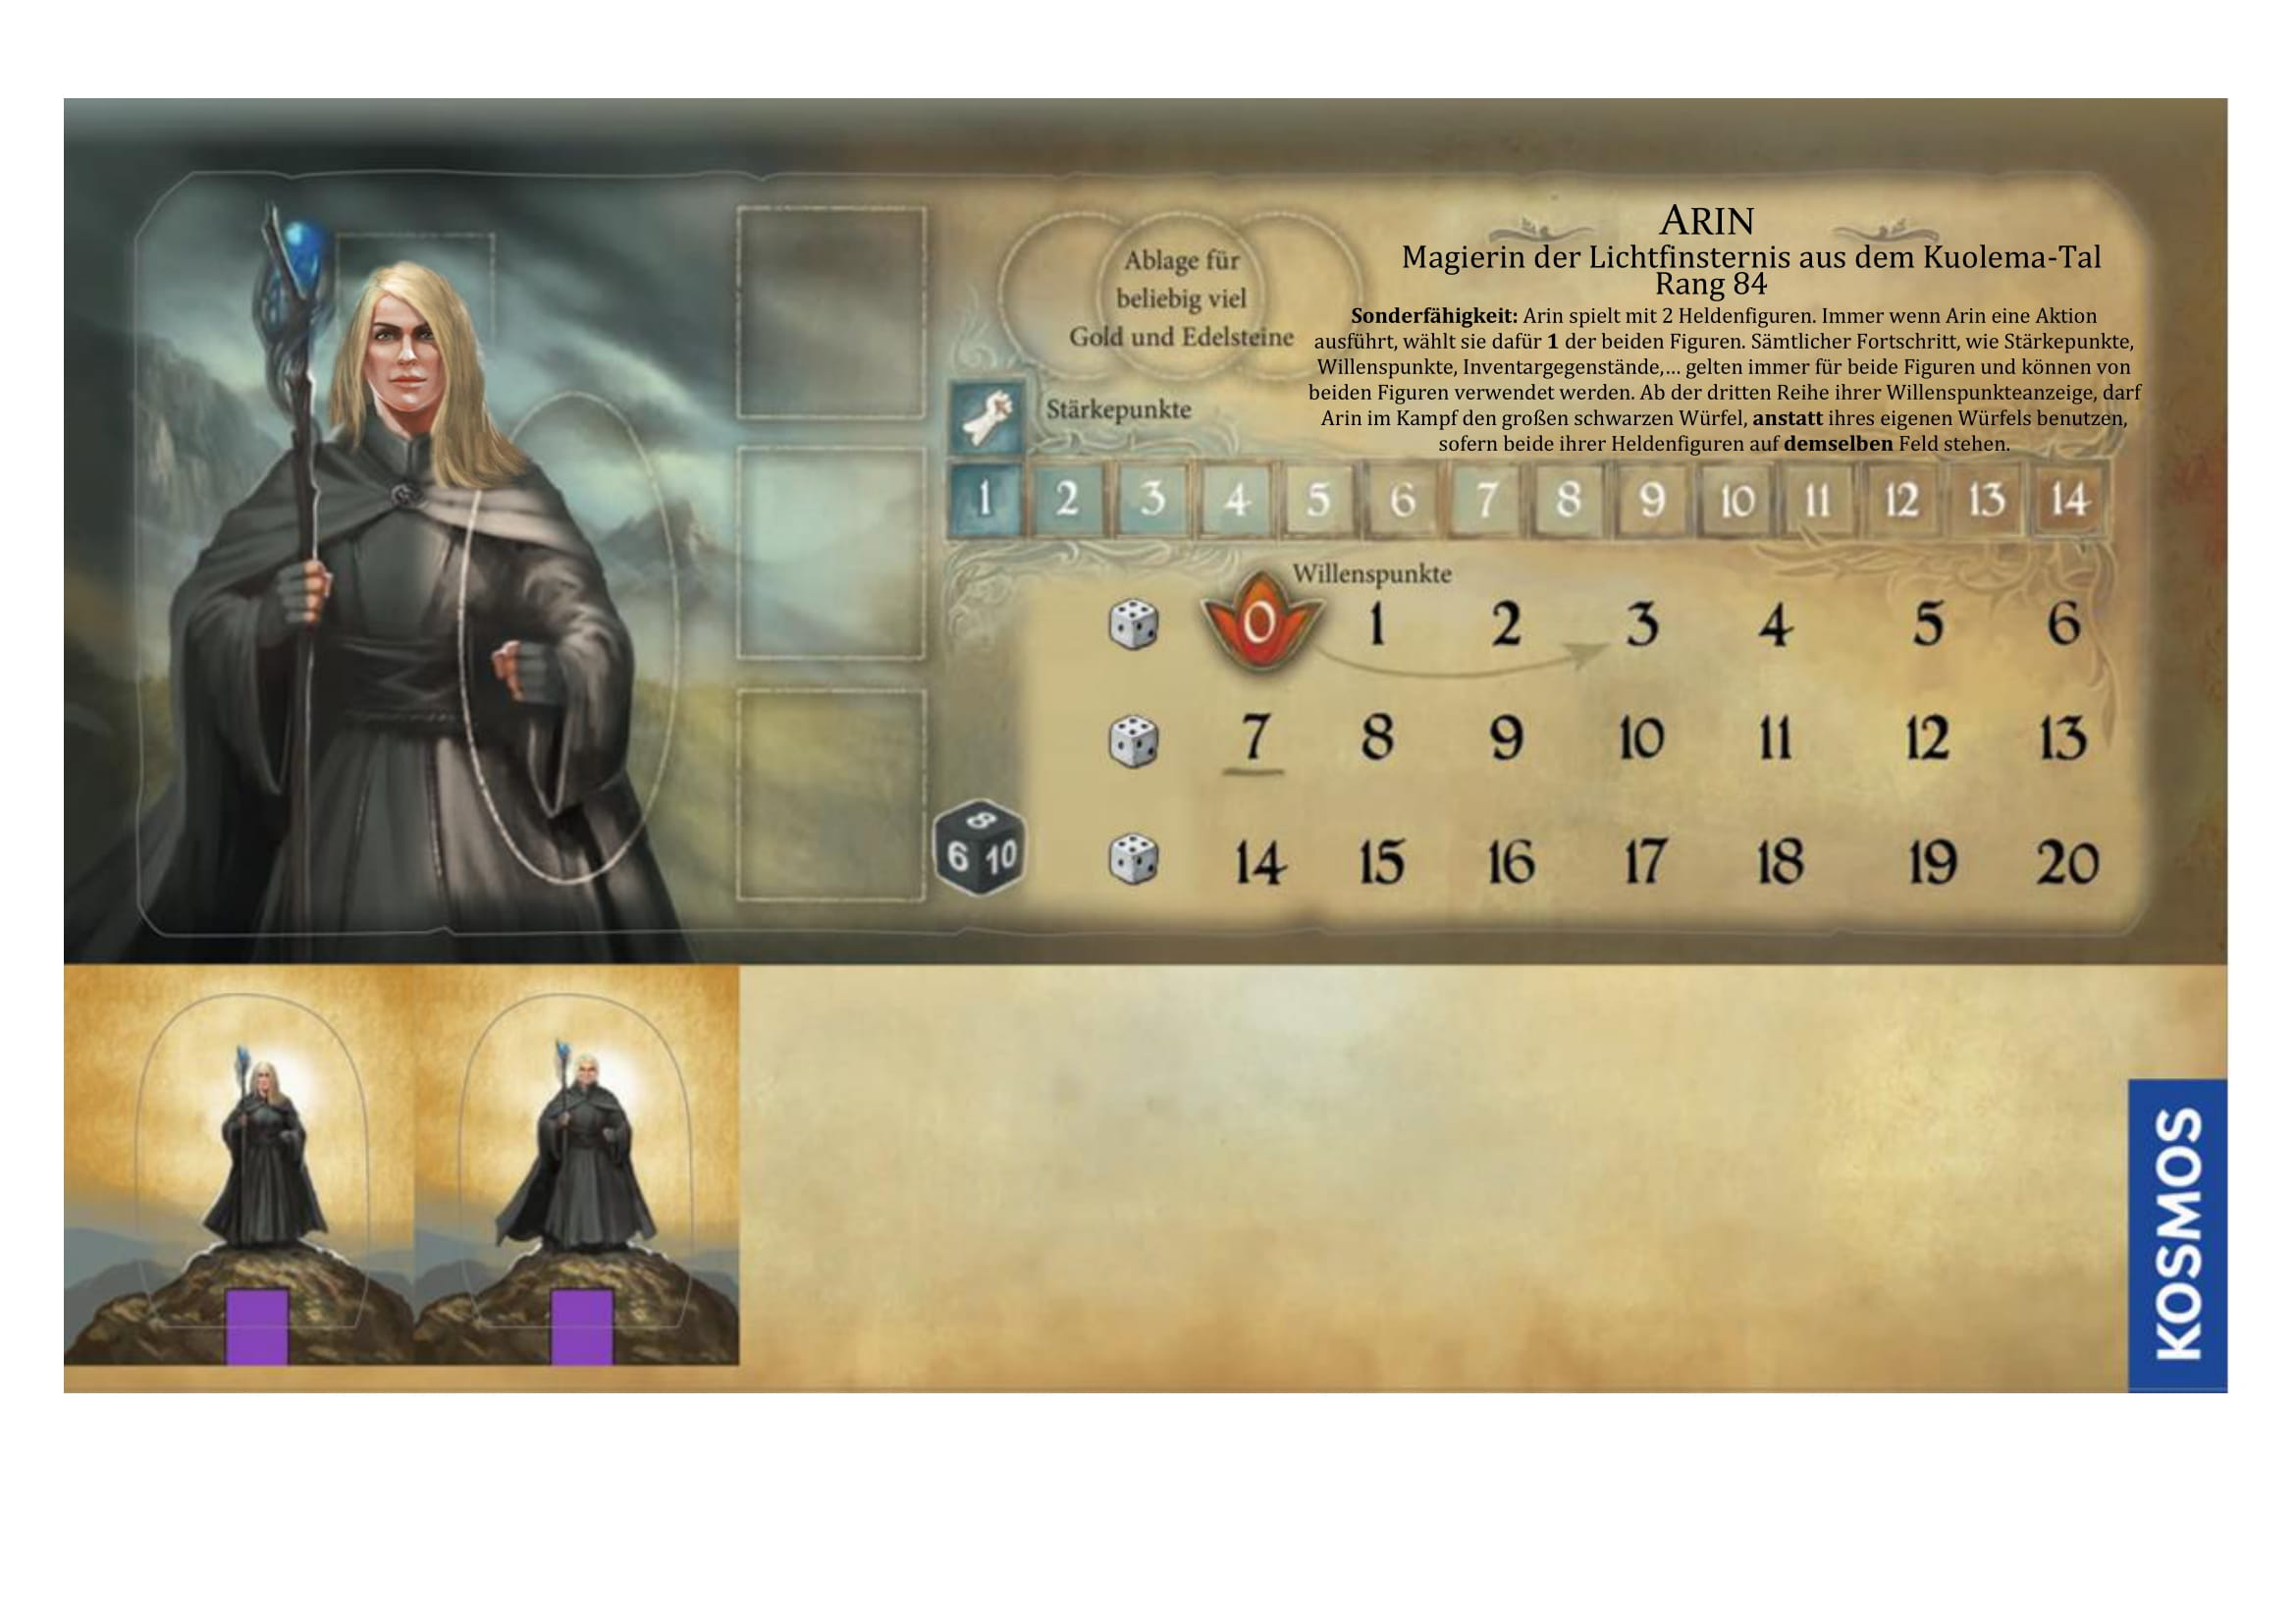 ARIN
Magierin der Lichtfinsternis aus dem Kuolema-Tal
Rang 84
Sonderfähigkeit: Arin spielt mit 2 Heldenfiguren. Immer wenn Arin eine Aktion
ausführt, wählt sie dafür 1 der beiden Figuren. Sämtlicher Fortschritt, wie Stärkepunkte,
Willenspunkte, Inventargegenstände,... gelten immer für beide Figuren und können von
beiden Figuren verwendet werden. Ab der dritten Reihe ihrer Willenspunkteanzeige, darf
Arin im Kampf den großen schwarzen Würfel, anstatt ihres eigenen Würfels benutzen,
sofern beide ihrer Heldenfiguren auf demselben Feld stehen.
Ablage für
beliebig viel
Gold und Edelsteine
Stärkepunkte
1 2 3 4 5 6 7 8 9 10 11 12 13 14
Willenspunkte
0 1 2 3 4 5 6
7 8 9 10 11 12 13
8
6 10
14 15 16 17 18 19 20
KOSMOS